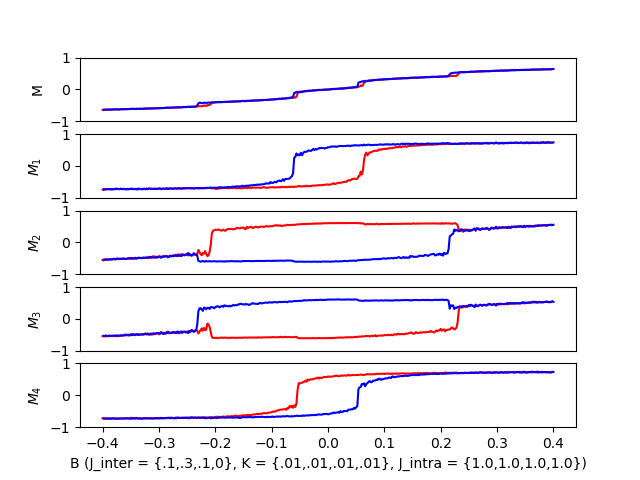 1
0
−1
M
1
0
−1
M₁
1
0
−1
M₂
1
0
−1
M₃
1
0
−1
M₄
−0.4 −0.3 −0.2 −0.1 0.0 0.1 0.2 0.3 0.4
B (J_inter = {.1,.3,.1,0}, K = {.01,.01,.01,.01}, J_intra = {1.0,1.0,1.0,1.0})